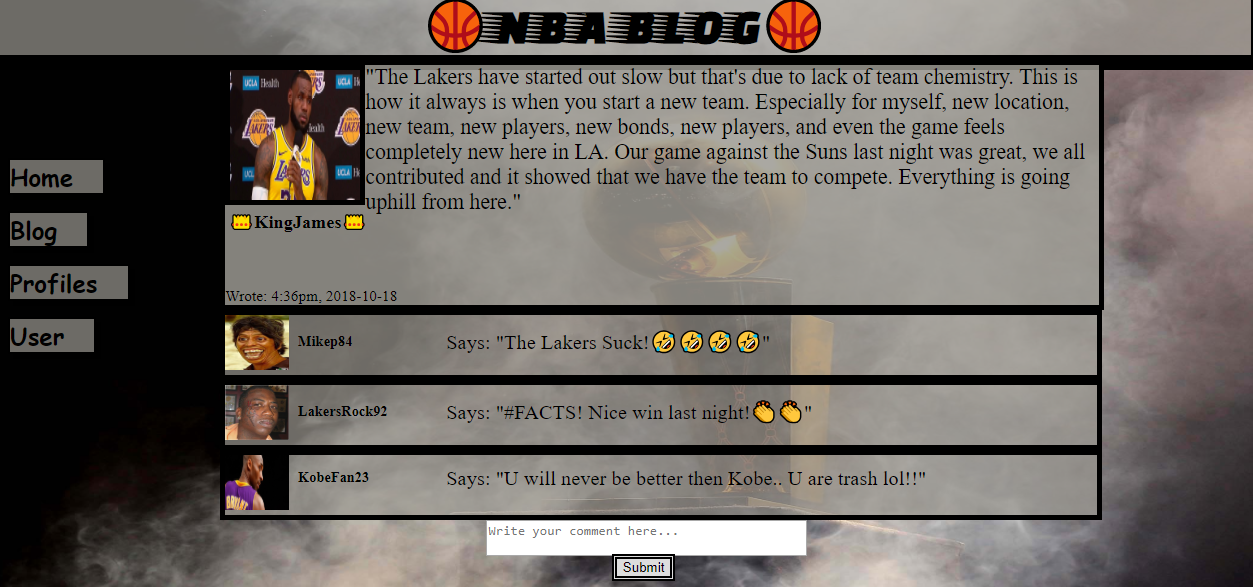 NBA BLOG
UCLA Health
UCLA
LAKERS
LAKERS
"The Lakers have started out slow but that's due to lack of team chemistry. This is
how it always is when you start a new team. Especially for myself, new location,
new team, new players, new bonds, new players, and even the game feels
completely new here in LA. Our game against the Suns last night was great, we all
contributed and it showed that we have the team to compete. Everything is going
uphill from here."
KingJames
Wrote: 4:36pm, 2018-10-18
Home
Blog
Profiles
User
Mikep84
Says: "The Lakers Suck!🤣🤣🤣🤣"
LakersRock92
Says: "#FACTS! Nice win last night!👏👏"
KobeFan23
Says: "U will never be better then Kobe.. U are trash lol!!"
BRYANT
Write your comment here...
Submit